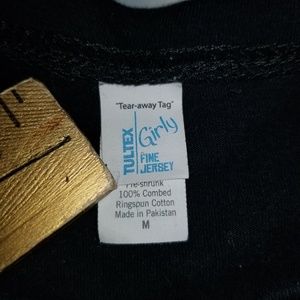 "Tear-away Tag"
TULTEX
Girly
FINE
JERSEY
Pre-shrunk
100% Combed
Ringspun Cotton
Made in Pakistan
M